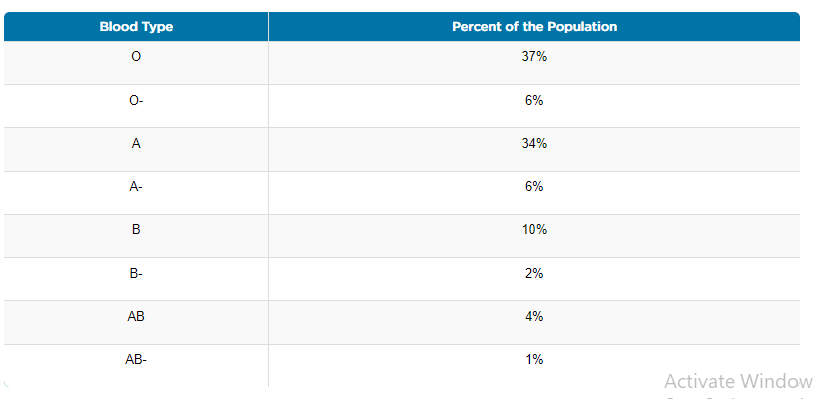 Blood Type Percent of the Population
O 37%
O- 6%
A 34%
A- 6%
B 10%
B- 2%
AB 4%
AB- 1%
Activate Window